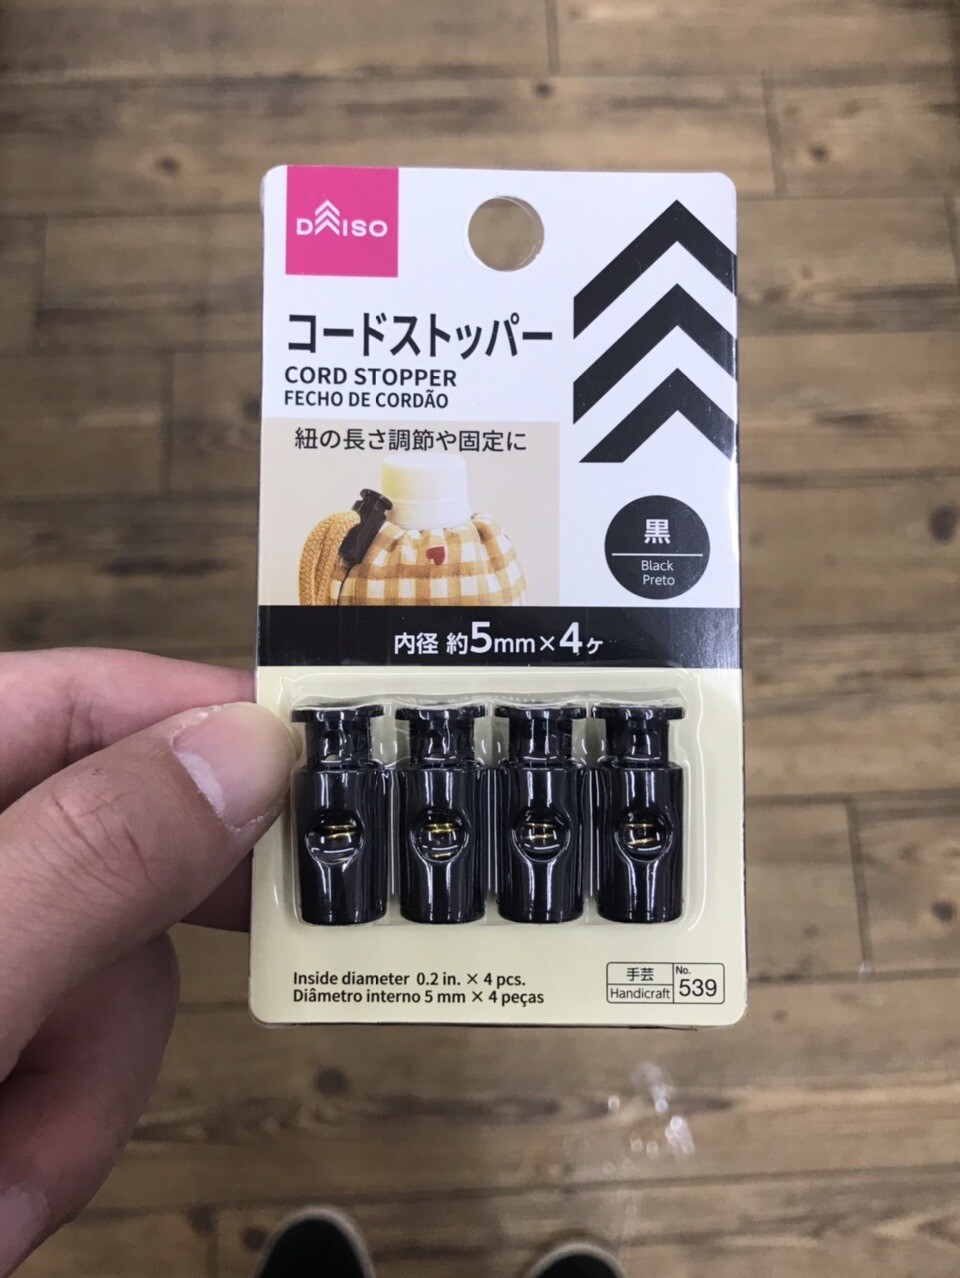 DAISO
コードストッパー
CORD STOPPER
FECHO DE CORDÃO
紐の長さ調節や固定に
黒
Black
Preto
内径 約5mm×4ヶ
Inside diameter 0.2 in. × 4 pcs.
Diâmetro interno 5 mm × 4 peças
手芸
Handicraft
No.
539